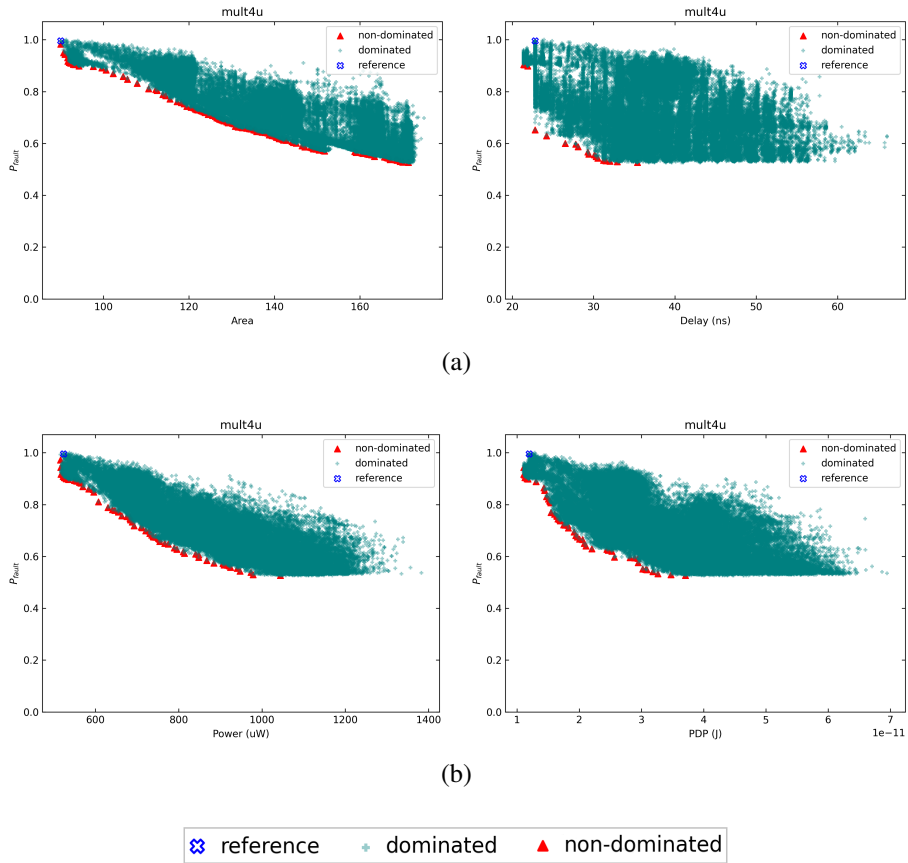 mult4u
non-dominated
dominated
reference
1.0
0.8
0.6
0.4
0.2
0.0
P_fault
100
120
140
160
Area
mult4u
non-dominated
dominated
reference
1.0
0.8
0.6
0.4
0.2
0.0
P_fault
20
30
40
50
60
Delay (ns)
(a)
mult4u
non-dominated
dominated
reference
1.0
0.8
0.6
0.4
0.2
0.0
P_fault
600
800
1000
1200
1400
Power (uW)
mult4u
non-dominated
dominated
reference
1.0
0.8
0.6
0.4
0.2
0.0
P_fault
1
2
3
4
5
6
7
1e−11
PDP (J)
(b)
reference dominated non-dominated